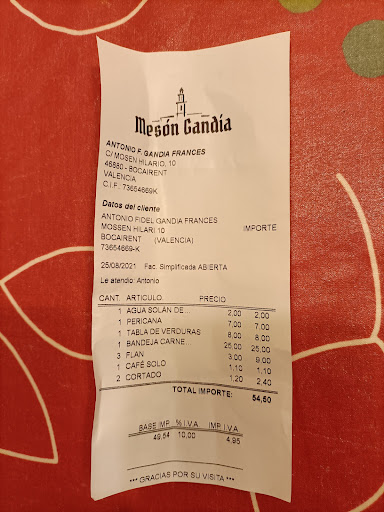 Mesón Gandía
ANTONIO F. GANDIA FRANCES
C/ MOSEN HILARIO, 10
46880 - BOCAIRENT
VALENCIA
C.I.F.: 73654669K
Datos del cliente
ANTONIO FIDEL GANDIA FRANCES
MOSSEN HILARI 10
BOCAIRENT (VALENCIA)
73654669-K
25/08/2021 Fac. Simplificada ABIERTA
Le atendio: Antonio
CANT. ARTICULO. PRECIO IMPORTE
1 AGUA SOLÁN DE... 2,00 2,00
1 PERICANA 7,00 7,00
1 TABLA DE VERDURAS 8,00 8,00
1 BANDEJA CARNE... 25,00 25,00
3 FLAN 3,00 9,00
1 CAFÉ SOLO 1,10 1,10
2 CORTADO 1,20 2,40
TOTAL IMPORTE: 54,50
BASE IMP. % I.V.A. IMP. I.V.A
49,54 10,00 4,95
*** GRACIAS POR SU VISITA ***